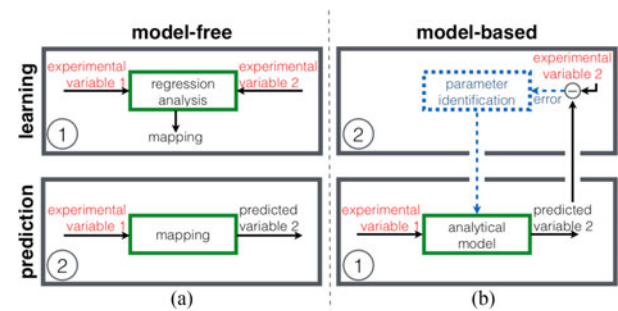 model-free
model-based
learning
experimental
variable 1
regression
analysis
experimental
variable 2
mapping
1
parameter
identification
error
experimental
variable 2
2
prediction
experimental
variable 1
mapping
predicted
variable 2
2
(a)
experimental
variable 1
analytical
model
predicted
variable 2
1
(b)